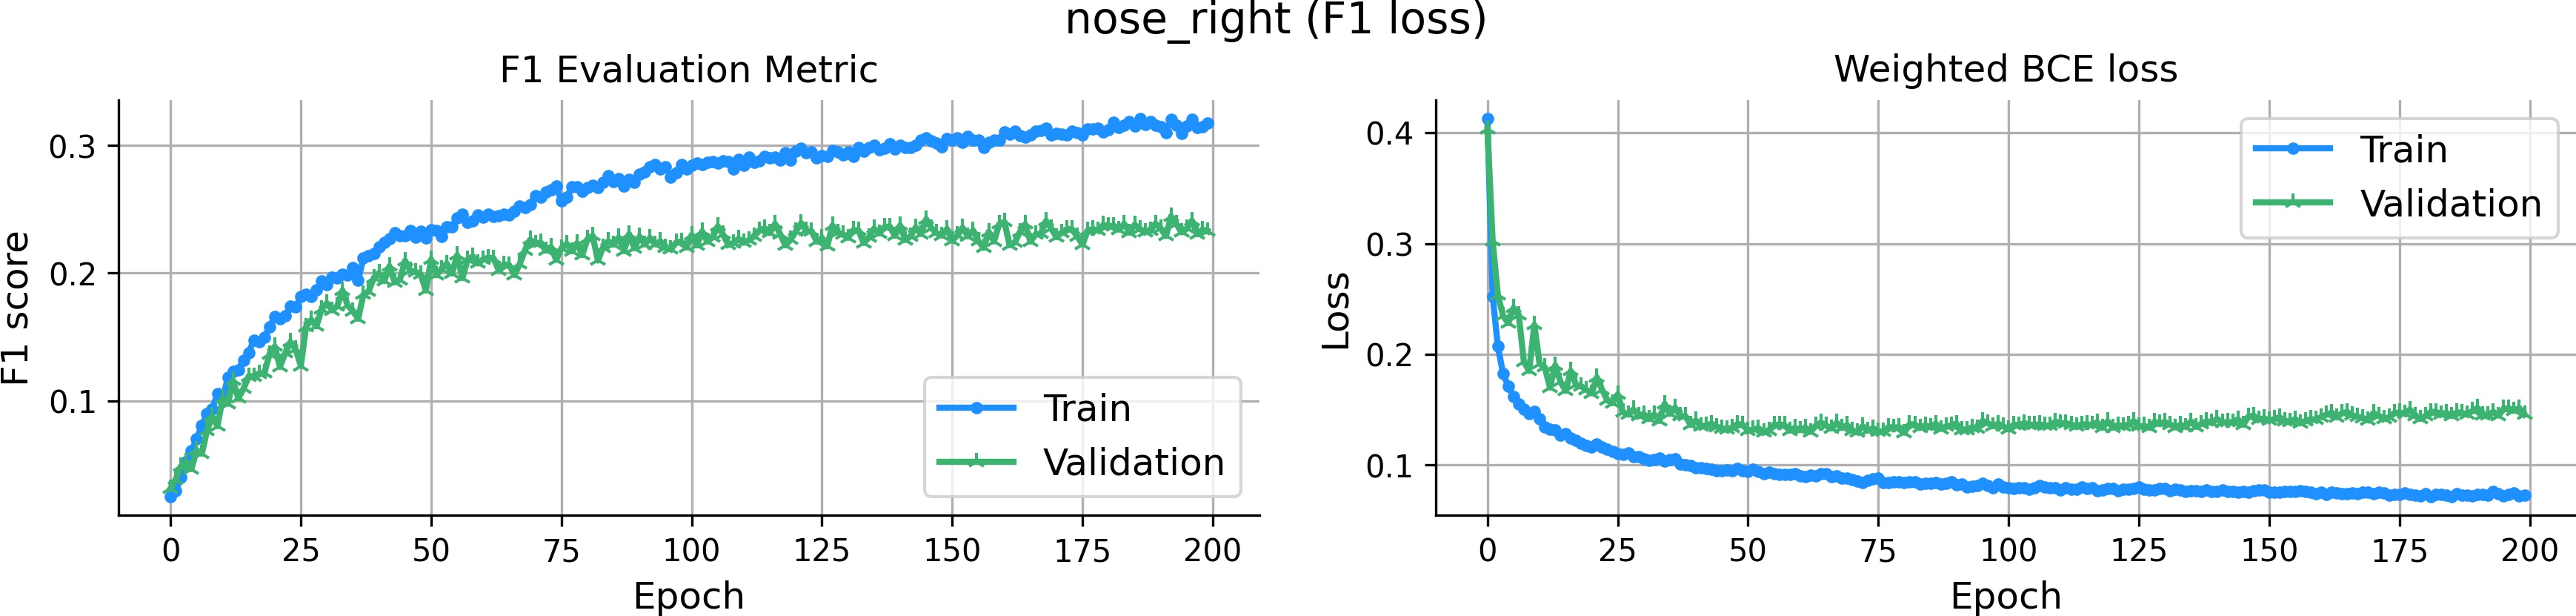 nose_right (F1 loss)
F1 Evaluation Metric
F1 score
0.3
0.2
0.1
Train
Validation
0 25 50 75 100 125 150 175 200
Epoch
Weighted BCE loss
Loss
0.4
0.3
0.2
0.1
Train
Validation
0 25 50 75 100 125 150 175 200
Epoch